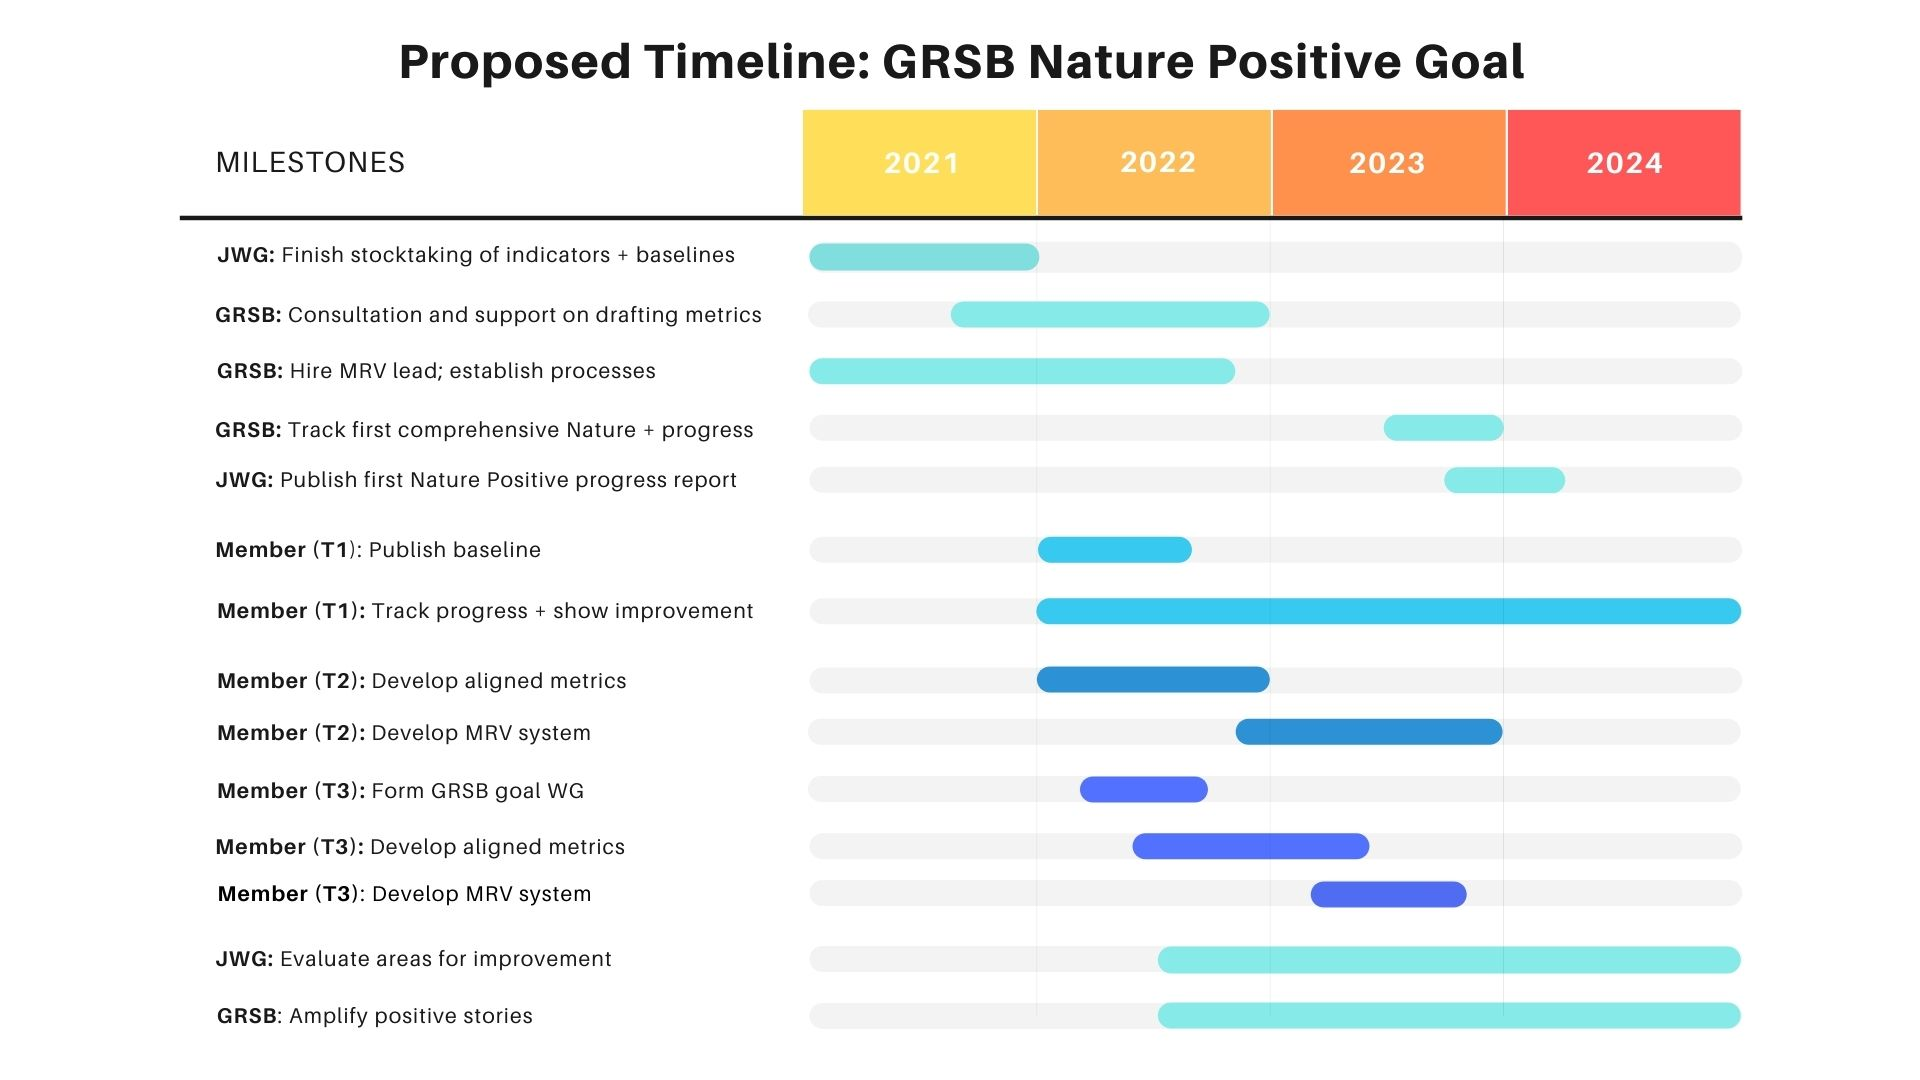 Proposed Timeline: GRSB Nature Positive Goal
MILESTONES 2021 2022 2023 2024
JWG: Finish stocktaking of indicators + baselines
GRSB: Consultation and support on drafting metrics
GRSB: Hire MRV lead; establish processes
GRSB: Track first comprehensive Nature + progress
JWG: Publish first Nature Positive progress report
Member (T1): Publish baseline
Member (T1): Track progress + show improvement
Member (T2): Develop aligned metrics
Member (T2): Develop MRV system
Member (T3): Form GRSB goal WG
Member (T3): Develop aligned metrics
Member (T3): Develop MRV system
JWG: Evaluate areas for improvement
GRSB: Amplify positive stories